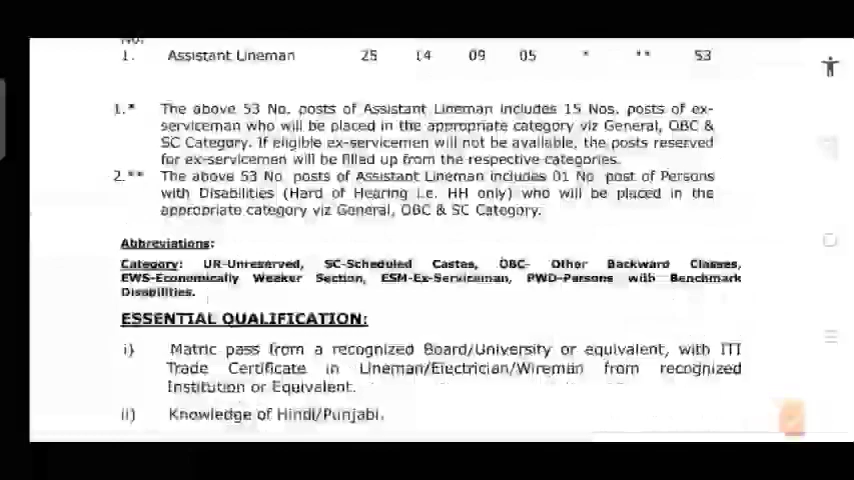 No.
1. Assistant Lineman 25 14 09 05 * ** 53
1.* The above 53 No. posts of Assistant Lineman includes 15 Nos. posts of ex-
serviceman who will be placed in the appropriate category viz General, OBC &
SC Category. If eligible ex-servicemen will not be available, the posts reserved
for ex-servicemen will be filled up from the respective categories.
2.** The above 53 No. posts of Assistant Lineman includes 01 No. post of Persons
with Disabilities (Hard of Hearing i.e. HH only) who will be placed in the
appropriate category viz General, OBC & SC Category.
Abbreviations:
Category: UR-Unreserved, SC-Scheduled Castes, OBC- Other Backward Classes,
EWS-Economically Weaker Section, ESM-Ex-Serviceman, PWD-Persons with Benchmark
Disabilities.
ESSENTIAL QUALIFICATION:
i) Matric pass from a recognized Board/University or equivalent, with ITI
Trade Certificate in Lineman/Electrician/Wireman from recognized
Institution or Equivalent.
ii) Knowledge of Hindi/Punjabi.